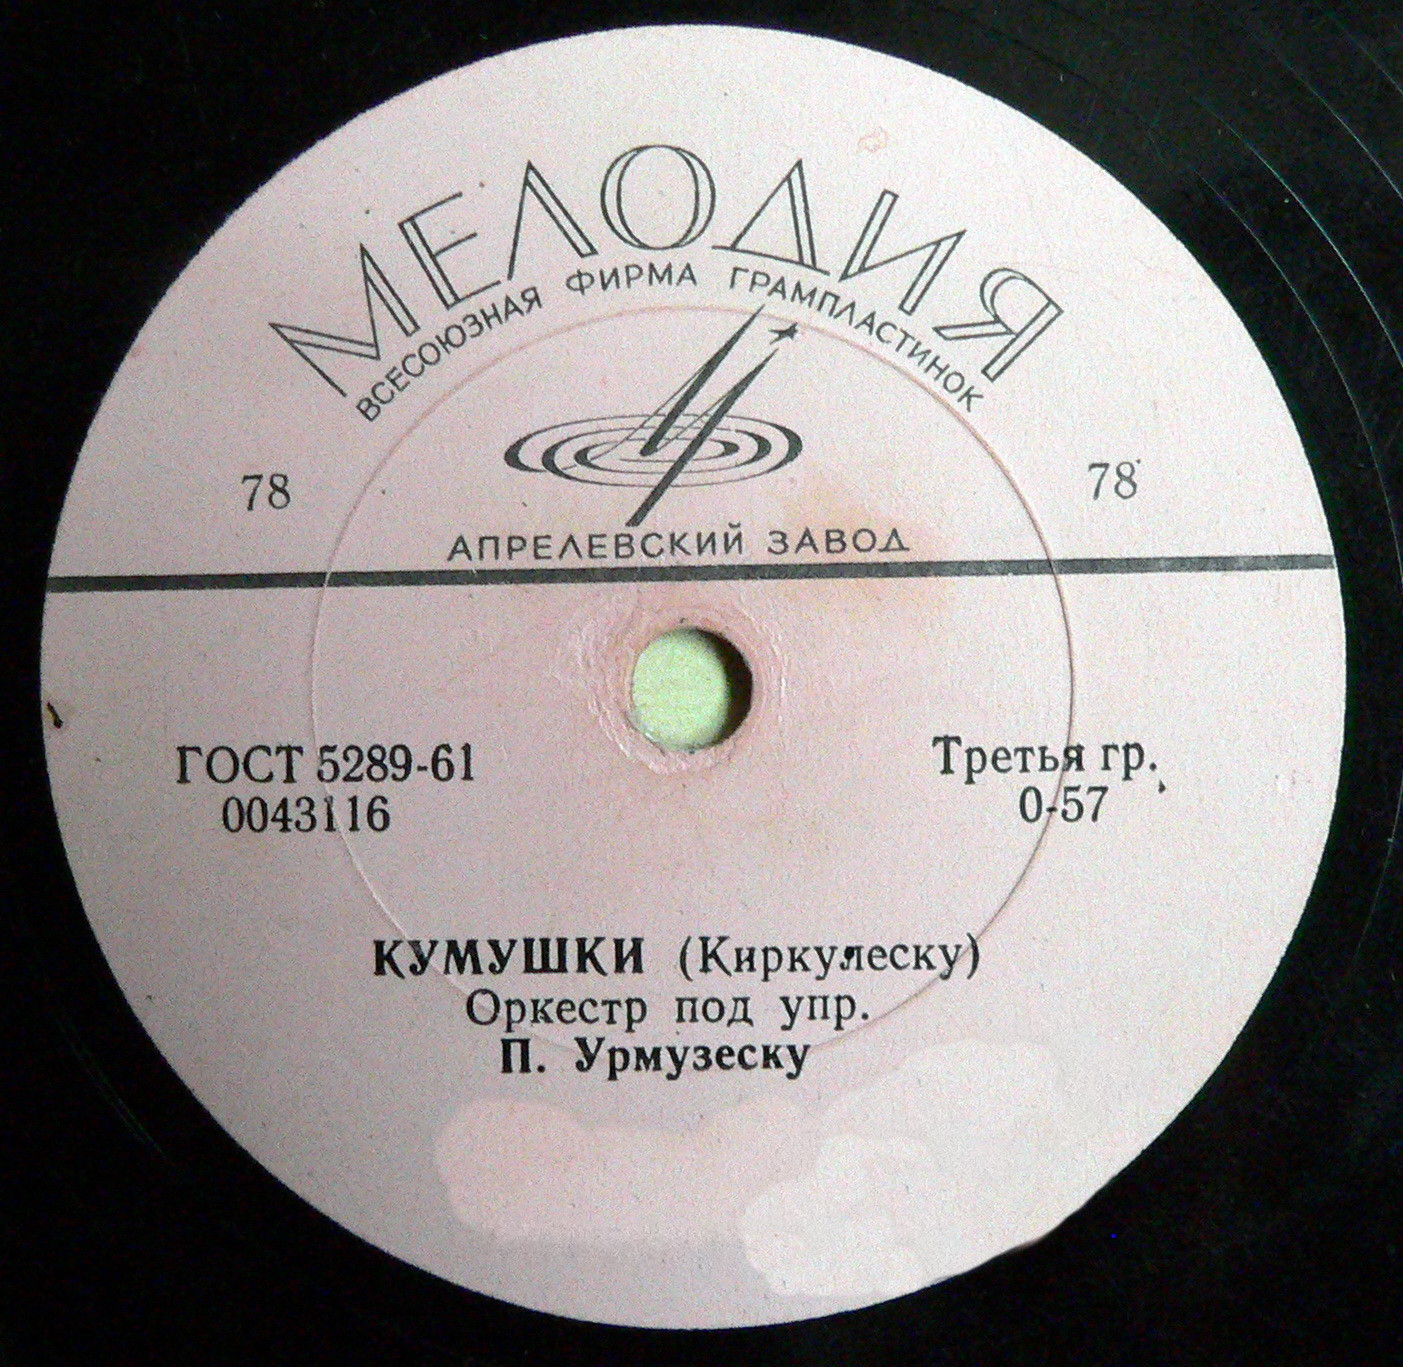 МЕЛОДИЯ
ВСЕСОЮЗНАЯ ФИРМА ГРАМПЛАСТИНОК
78
78
АПРЕЛЕВСКИЙ ЗАВОД
ГОСТ 5289-61
0043116
Третья гр.
0-57
КУМУШКИ (Киркулеску)
Оркестр под упр.
П. Урмузеску